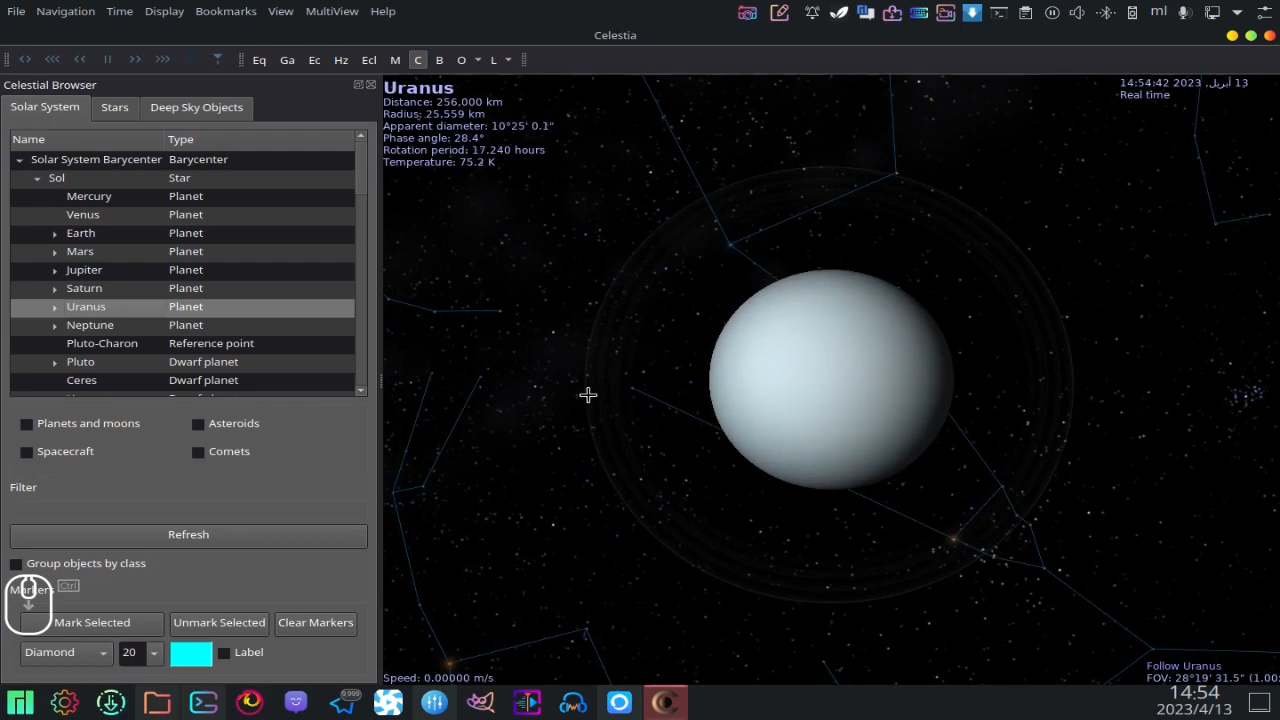 File Navigation Time Display Bookmarks View MultiView Help
ml
Celestia
Eq Ga Ec Hz Ecl M C B O L
Celestial Browser
Solar System Stars Deep Sky Objects
Name Type
Solar System Barycenter Barycenter
Sol Star
Mercury Planet
Venus Planet
Earth Planet
Mars Planet
Jupiter Planet
Saturn Planet
Uranus Planet
Neptune Planet
Pluto-Charon Reference point
Pluto Dwarf planet
Ceres Dwarf planet
Planets and moons Asteroids
Spacecraft Comets
Filter
Refresh
Group objects by class
Markers Ctrl
Mark Selected Unmark Selected Clear Markers
Diamond 20 Label
Uranus
Distance: 256.000 km
Radius: 25,559 km
Apparent diameter: 10°25' 0.1"
Phase angle: 28.4°
Rotation period: 17.240 hours
Temperature: 75.2 K
13 أبريل, 2023 14:54:42
Real time
Speed: 0.00000 m/s
Follow Uranus
FOV: 28°19' 31.5" (1.00
9,999
14:54
2023/4/13